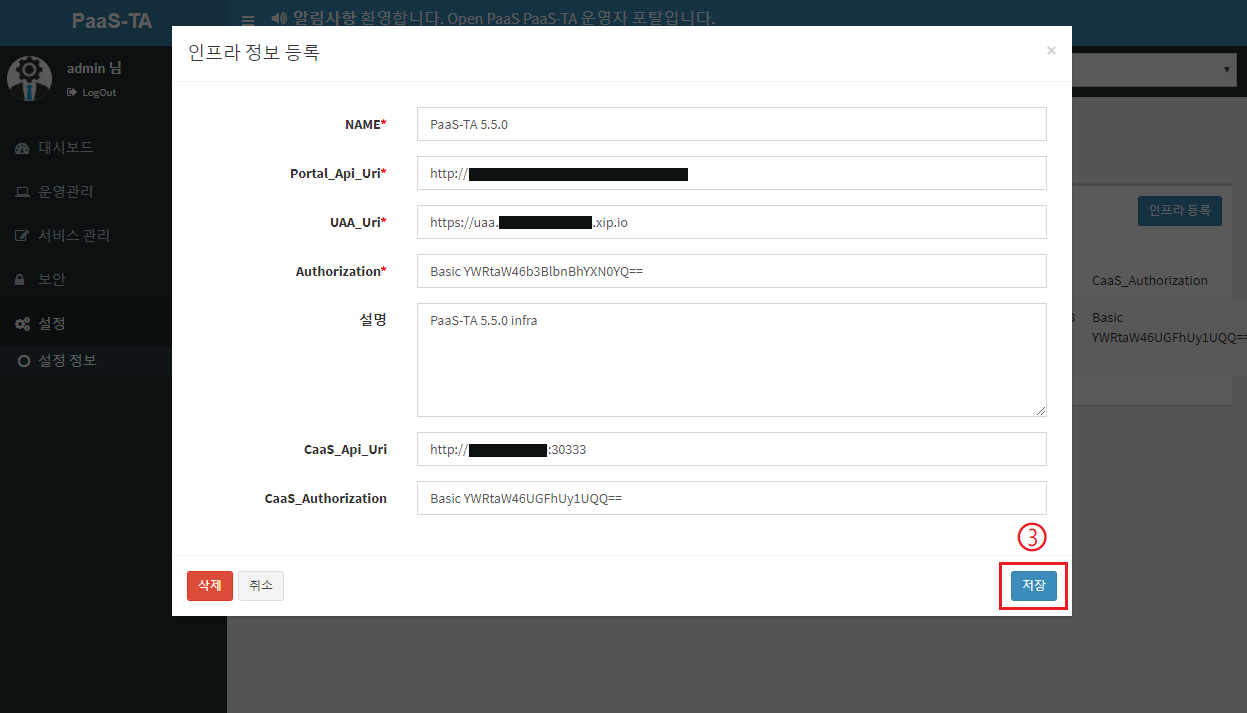 PaaS-TA
알림사항 환영합니다. Open PaaS PaaS-TA 운영자 포탈입니다.
admin 님
LogOut
대시보드
운영관리
서비스 관리
보안
설정
설정 정보
인프라 정보 등록
×
NAME*
PaaS-TA 5.5.0
Portal_Api_Uri*
http://
UAA_Uri*
https://uaa. .xip.io
Authorization*
Basic YWRtaW46b3BlbnBhYXN0YQ==
설명
PaaS-TA 5.5.0 infra
CaaS_Api_Uri
http:// :30333
CaaS_Authorization
Basic YWRtaW46UGFhUy1UQQ==
③
삭제
취소
저장
인프라 등록
CaaS_Authorization
Basic
YWRtaW46UGFhUy1UQQ==